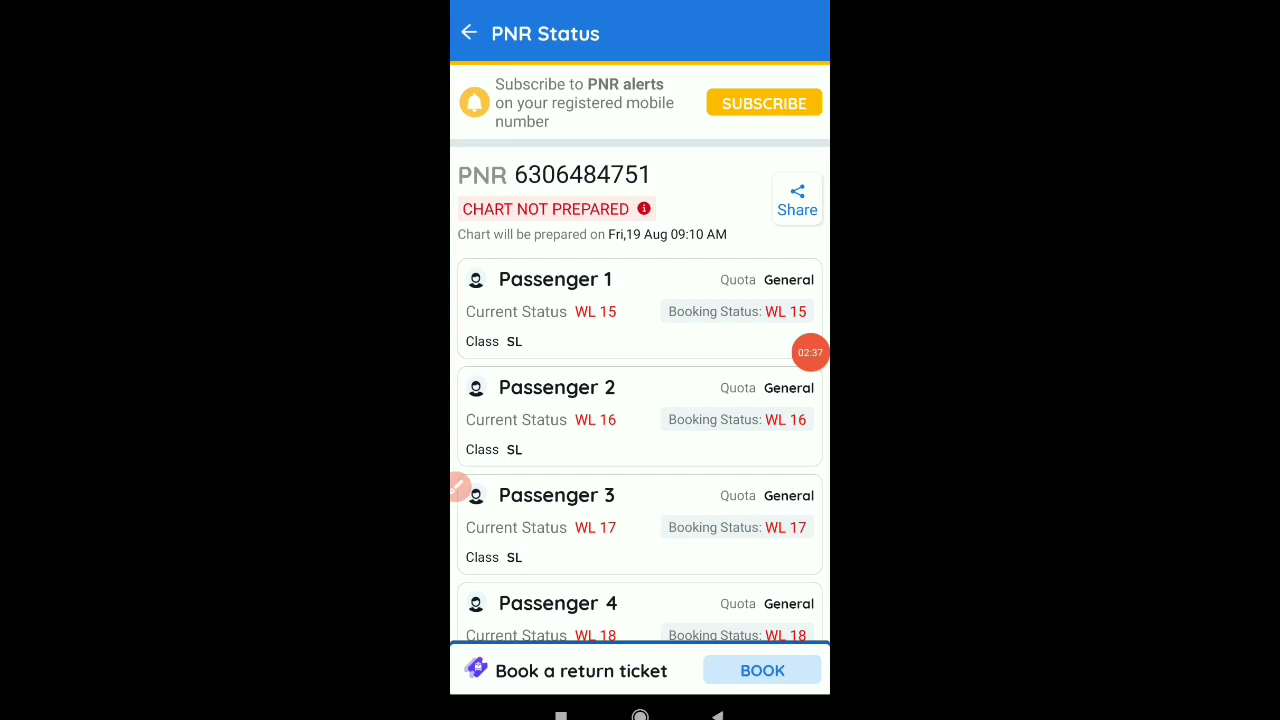 PNR Status
Subscribe to PNR alerts
on your registered mobile
number
SUBSCRIBE
PNR 6306484751
CHART NOT PREPARED
Share
Chart will be prepared on Fri,19 Aug 09:10 AM
Passenger 1 Quota General
Current Status WL 15 Booking Status: WL 15
Class SL
02:37
Passenger 2 Quota General
Current Status WL 16 Booking Status: WL 16
Class SL
Passenger 3 Quota General
Current Status WL 17 Booking Status: WL 17
Class SL
Passenger 4 Quota General
Current Status WL 18 Booking Status: WL 18
Book a return ticket BOOK